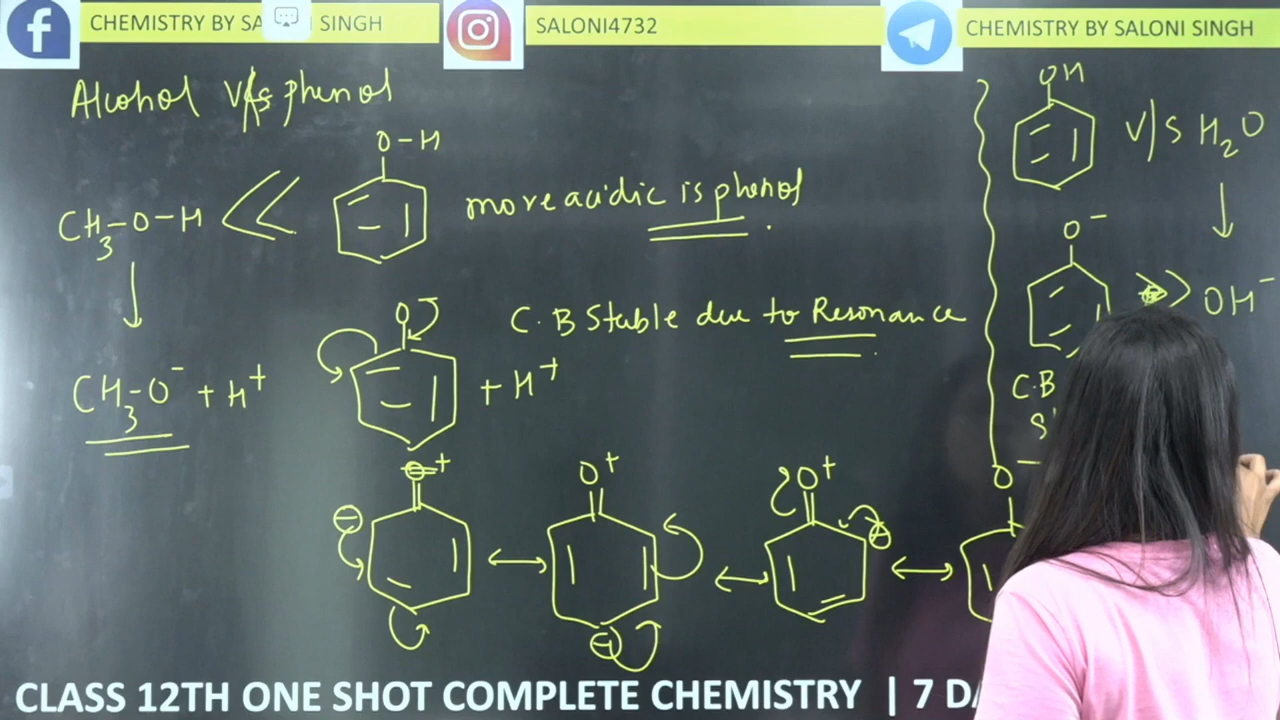 CHEMISTRY BY SA SINGH
SALONI4732
CHEMISTRY BY SALONI SINGH
Alcohol V/s phenol
O-H
CH3-O-H << more acidic is phenol
O
C.B Stable due to Resonance
CH3-O⁻ + H⁺
+ H⁺
O⁺
O⁺
O⁺
O
OH
V/S H2O
O⁻
>> OH⁻
C.B
CLASS 12TH ONE SHOT COMPLETE CHEMISTRY | 7